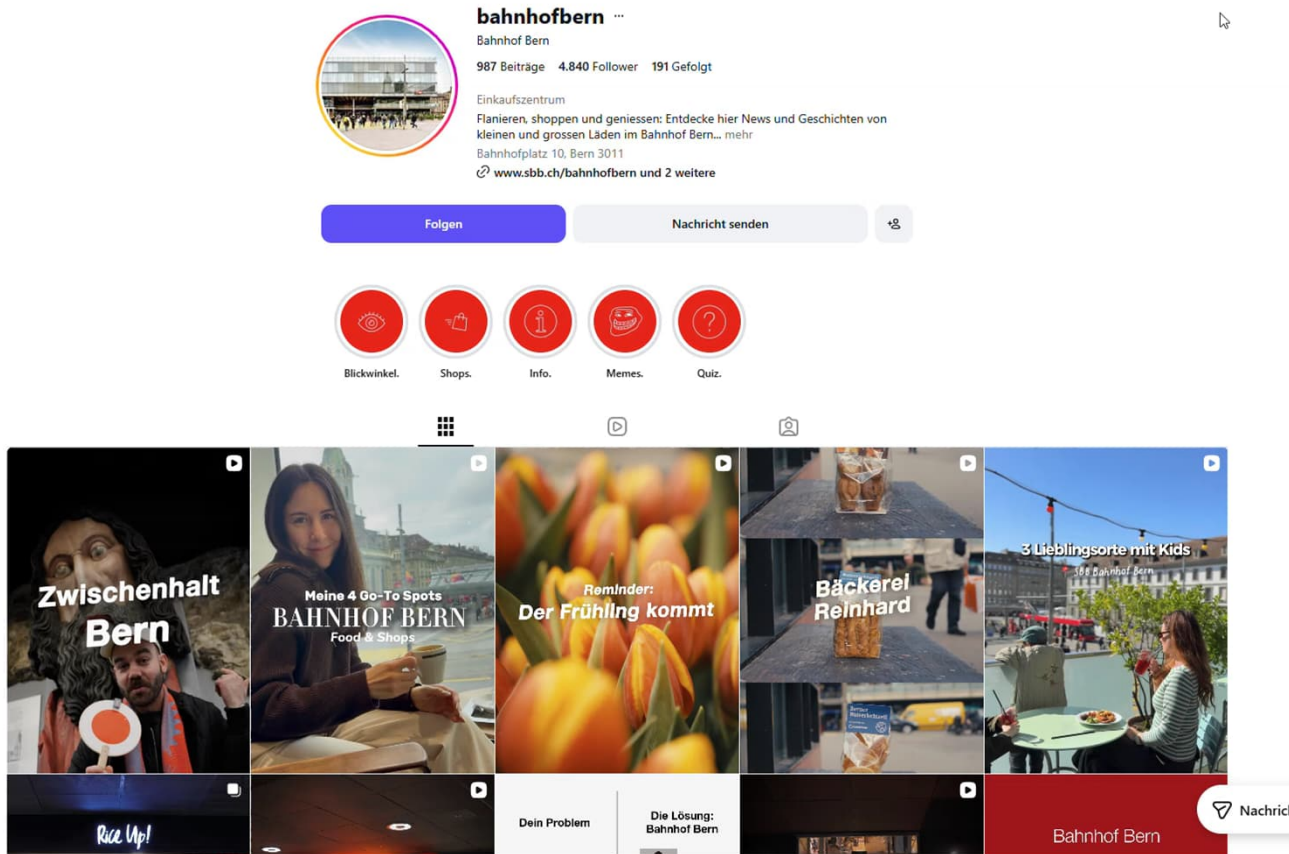 bahnhofbern ...
Bahnhof Bern
987 Beiträge 4.840 Follower 191 Gefolgt
Einkaufszentrum
Flanieren, shoppen und geniessen: Entdecke hier News und Geschichten von
kleinen und grossen Läden im Bahnhof Bern... mehr
Bahnhofplatz 10, Bern 3011
www.sbb.ch/bahnhofbern und 2 weitere
Folgen
Nachricht senden
Blickwinkel.
Shops.
Info.
Memes.
Quiz.
Zwischenhalt
Bern
Meine 4 Go-To Spots
BAHNHOF BERN
Food & Shops
Reminder:
Der Frühling kommt
Bäckerei
Reinhard
3 Lieblingsorte mit Kids
SBB Bahnhof Bern
Rice Up!
Dein Problem
Die Lösung:
Bahnhof Bern
Bahnhof Bern